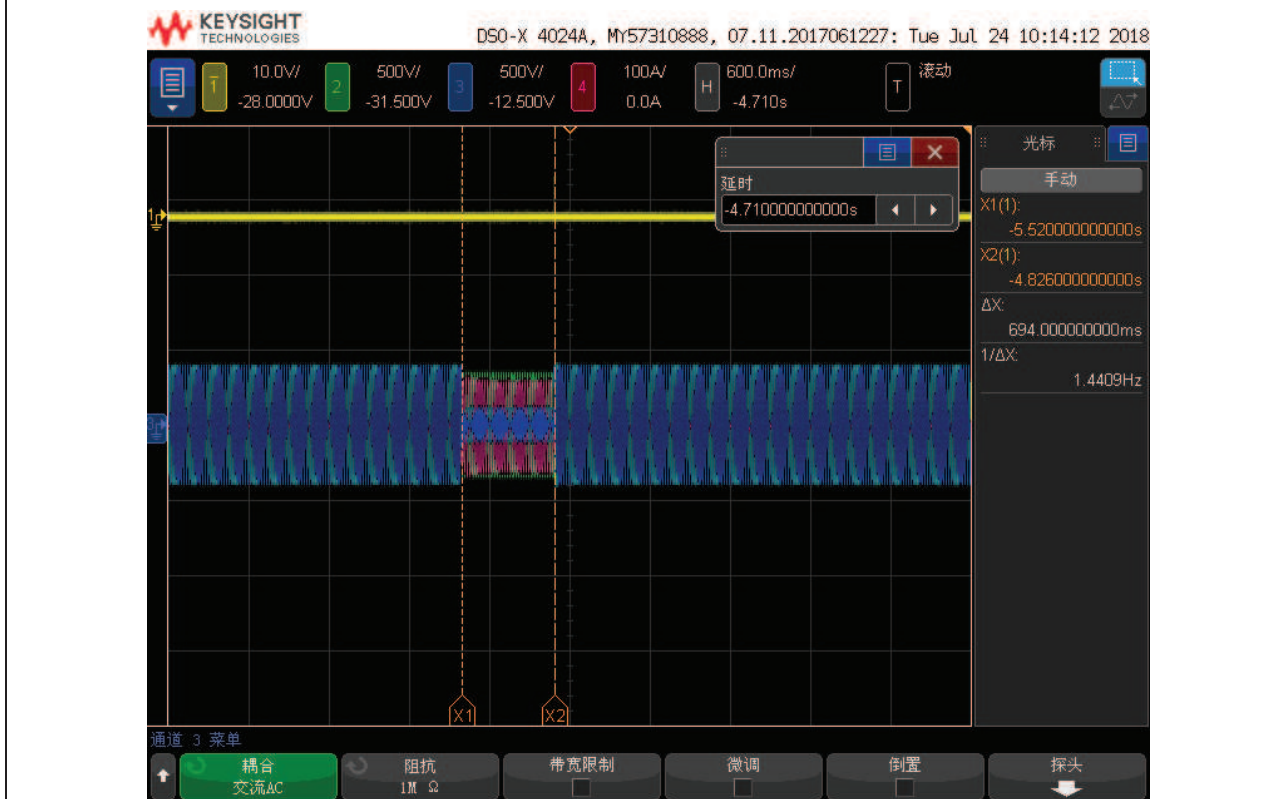 KEYSIGHT
TECHNOLOGIES
DSO-X 4024A, MY57310888, 07.11.2017061227: Tue Jul 24 10:14:12 2018
1 10.0V/ 2 500V/ 3 500V/ 4 100A/ H 600.0ms/ T 滚动
-28.0000V -31.500V -12.500V 0.0A -4.710s
延时
-4.710000000000s
光标
手动
X1(1):
-5.520000000000s
X2(1):
-4.826000000000s
ΔX:
694.000000000ms
1/ΔX:
1.4409Hz
1
3
X1 X2
通道 3 菜单
耦合 阻抗 带宽限制 微调 倒置 探头
交流AC 1M Ω